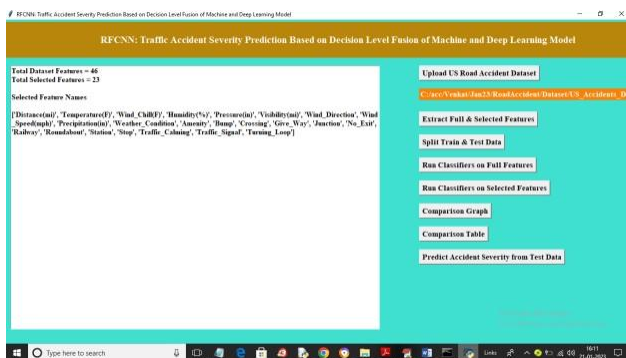 RFCNN: Traffic Accident Severity Prediction Based on Decision Level Fusion of Machine and Deep Learning Model
RFCNN: Traffic Accident Severity Prediction Based on Decision Level Fusion of Machine and Deep Learning Model
Total Dataset Features = 46
Total Selected Features = 23
Selected Feature Names
['Distance(mi)', 'Temperature(F)', 'Wind_Chill(F)', 'Humidity(%)', 'Pressure(in)', 'Visibility(mi)', 'Wind_Direction', 'Wind
_Speed(mph)', 'Precipitation(in)', 'Weather_Condition', 'Amenity', 'Bump', 'Crossing', 'Give_Way', 'Junction', 'No_Exit',
'Railway', 'Roundabout', 'Station', 'Stop', 'Traffic_Calming', 'Traffic_Signal', 'Turning_Loop']
Upload US Road Accident Dataset
C:/acc/Venkat/Jan23/RoadAccident/Dataset/US_Accidents_D
Extract Full & Selected Features
Split Train & Test Data
Run Classifiers on Full Features
Run Classifiers on Selected Features
Comparison Graph
Comparison Table
Predict Accident Severity from Test Data
Type here to search
Links
16:11
21-01-2023